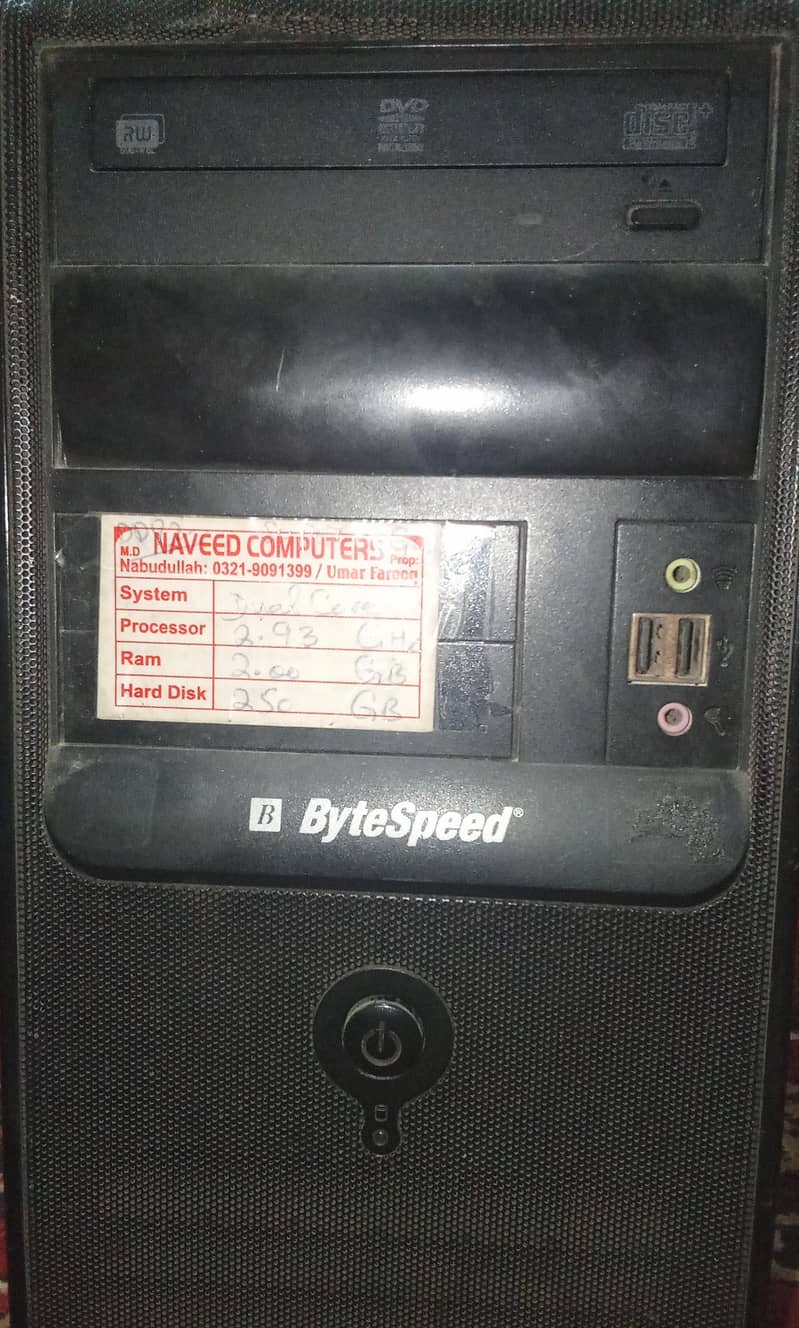 RW
DVD
disc
NAVEED COMPUTERS
M.D Prop:
Nabudullah: 0321-9091399 / Umar Farooq
System Dual Core
Processor 2.93 GHz
Ram 2.00 GB
Hard Disk 250 GB
B ByteSpeed®